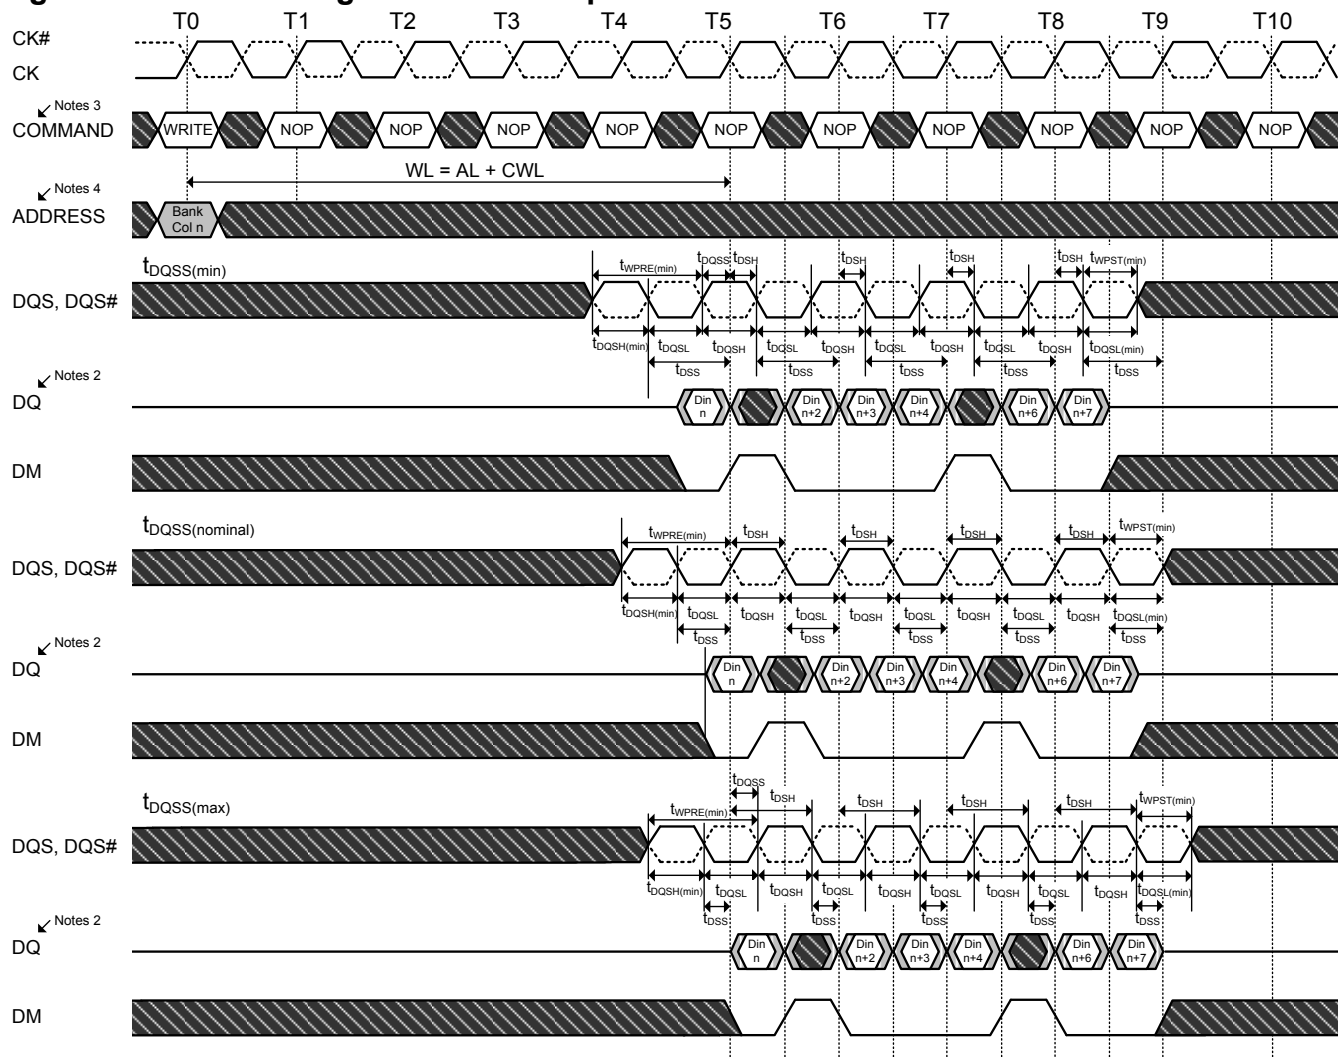 T0 T1 T2 T3 T4 T5 T6 T7 T8 T9 T10
CK#
CK
Notes 3
COMMAND WRITE NOP NOP NOP NOP NOP NOP NOP NOP NOP NOP
WL = AL + CWL
Notes 4
ADDRESS Bank Col n
tDQSS(min)
tWPRE(min) tDQSS tDSH tDSH tDSH tDSH tWPST(min)
DQS, DQS#
tDQSH(min) tDQSL tDQSH tDQSL tDQSH tDQSL tDQSH tDQSL tDQSH tDQSL(min)
tDSS tDSS tDSS tDSS tDSS
Notes 2
DQ Din n Din n+2 Din n+3 Din n+4 Din n+6 Din n+7
DM
tDQSS(nominal)
tWPRE(min) tDSH tDSH tDSH tDSH tWPST(min)
DQS, DQS#
tDQSH(min) tDQSL tDQSH tDQSL tDQSH tDQSL tDQSH tDQSL tDQSH tDQSL(min)
tDSS tDSS tDSS tDSS tDSS
Notes 2
DQ Din n Din n+2 Din n+3 Din n+4 Din n+6 Din n+7
DM
tDQSS(max)
tDQSS
tWPRE(min) tDSH tDSH tDSH tDSH tWPST(min)
DQS, DQS#
tDQSH(min) tDQSL tDQSH tDQSL tDQSH tDQSL tDQSH tDQSL tDQSH tDQSL(min)
tDSS tDSS tDSS tDSS tDSS
Notes 2
DQ Din n Din n+2 Din n+3 Din n+4 Din n+6 Din n+7
DM